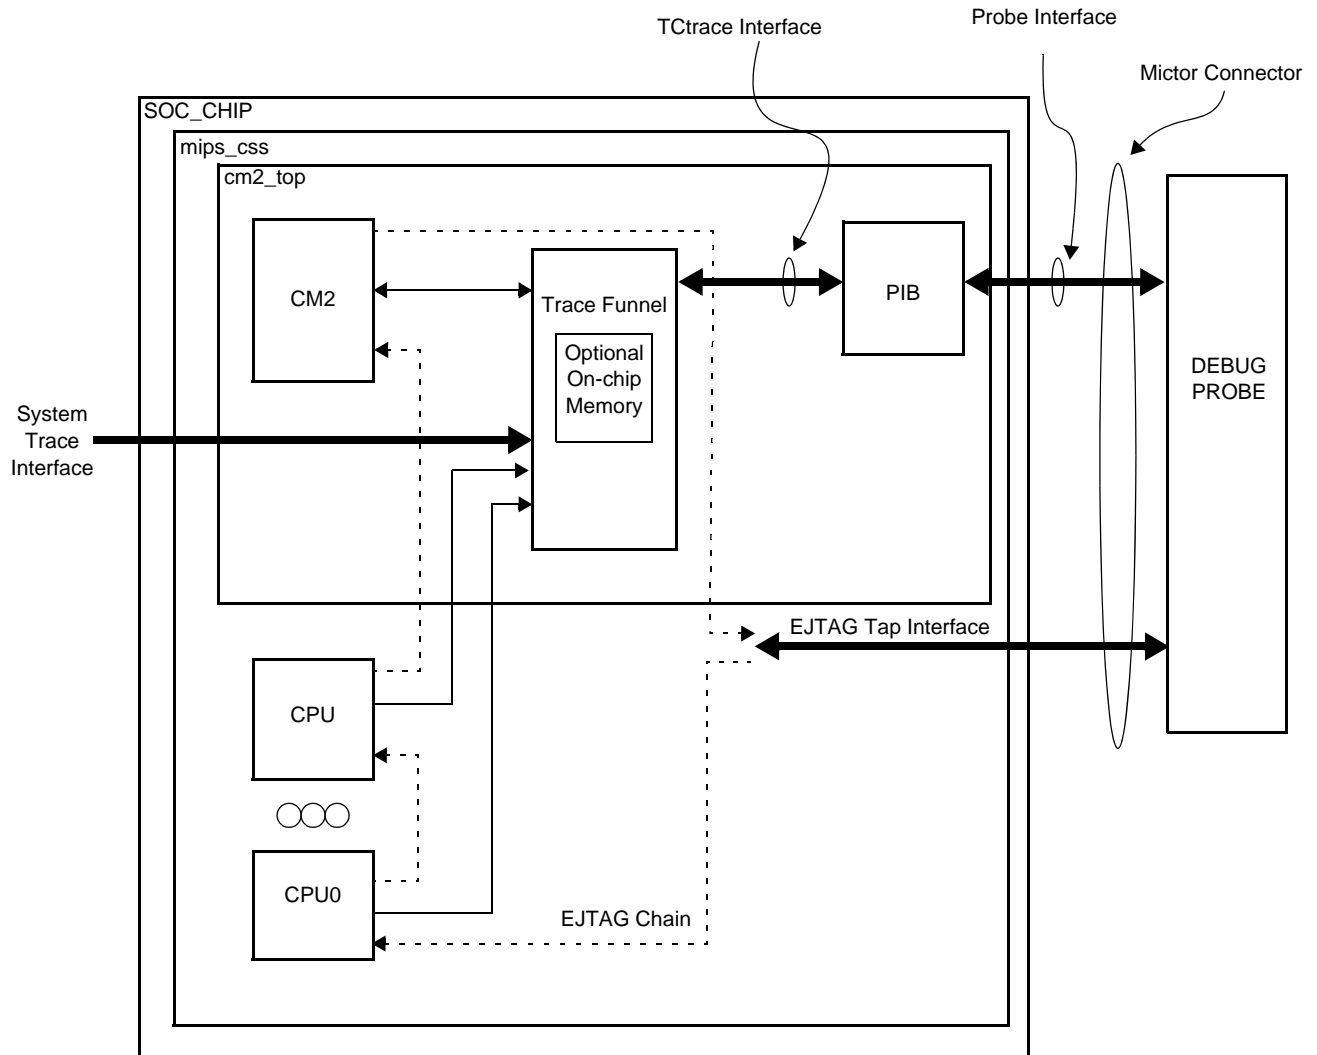 TCtrace Interface
Probe Interface
Mictor Connector
SOC_CHIP
mips_css
cm2_top
CM2
Trace Funnel
Optional
On-chip
Memory
PIB
DEBUG
PROBE
System
Trace
Interface
EJTAG Tap Interface
CPU
CPU0
EJTAG Chain